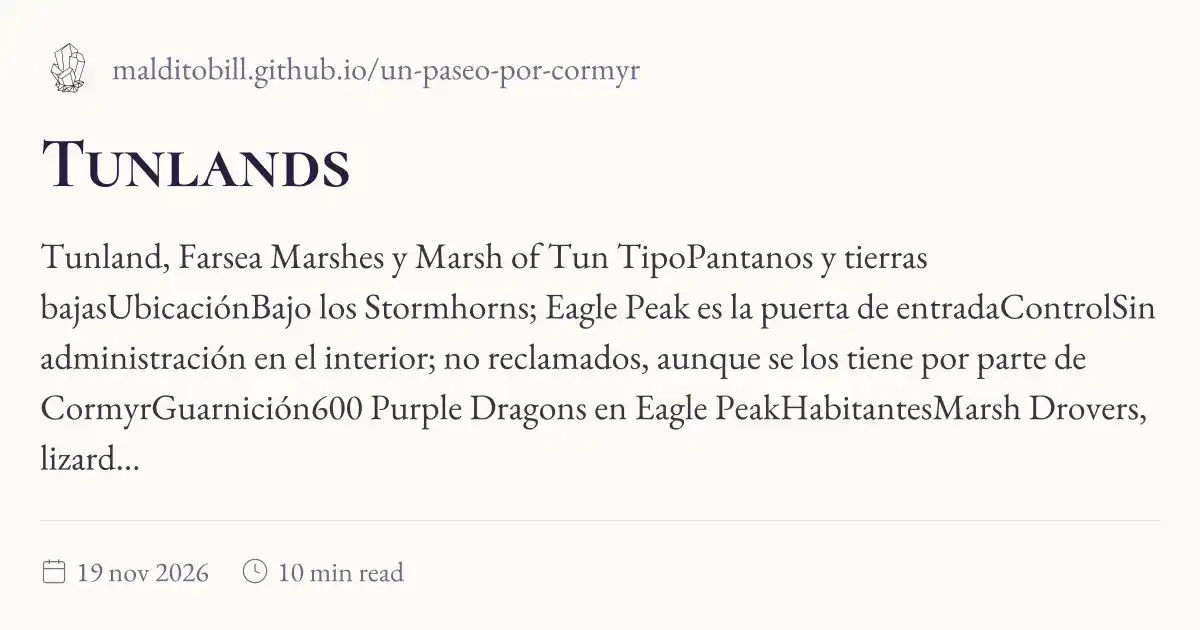 malditobill.github.io/un-paseo-por-cormyr
Tunlands
Tunland, Farsea Marshes y Marsh of Tun TipoPantanos y tierras
bajasUbicaciónBajo los Stormhorns; Eagle Peak es la puerta de entradaControlSin
administración en el interior; no reclamados, aunque se los tiene por parte de
CormyrGuarnición600 Purple Dragons en Eagle PeakHabitantesMarsh Drovers,
lizard...
19 nov 2026 10 min read